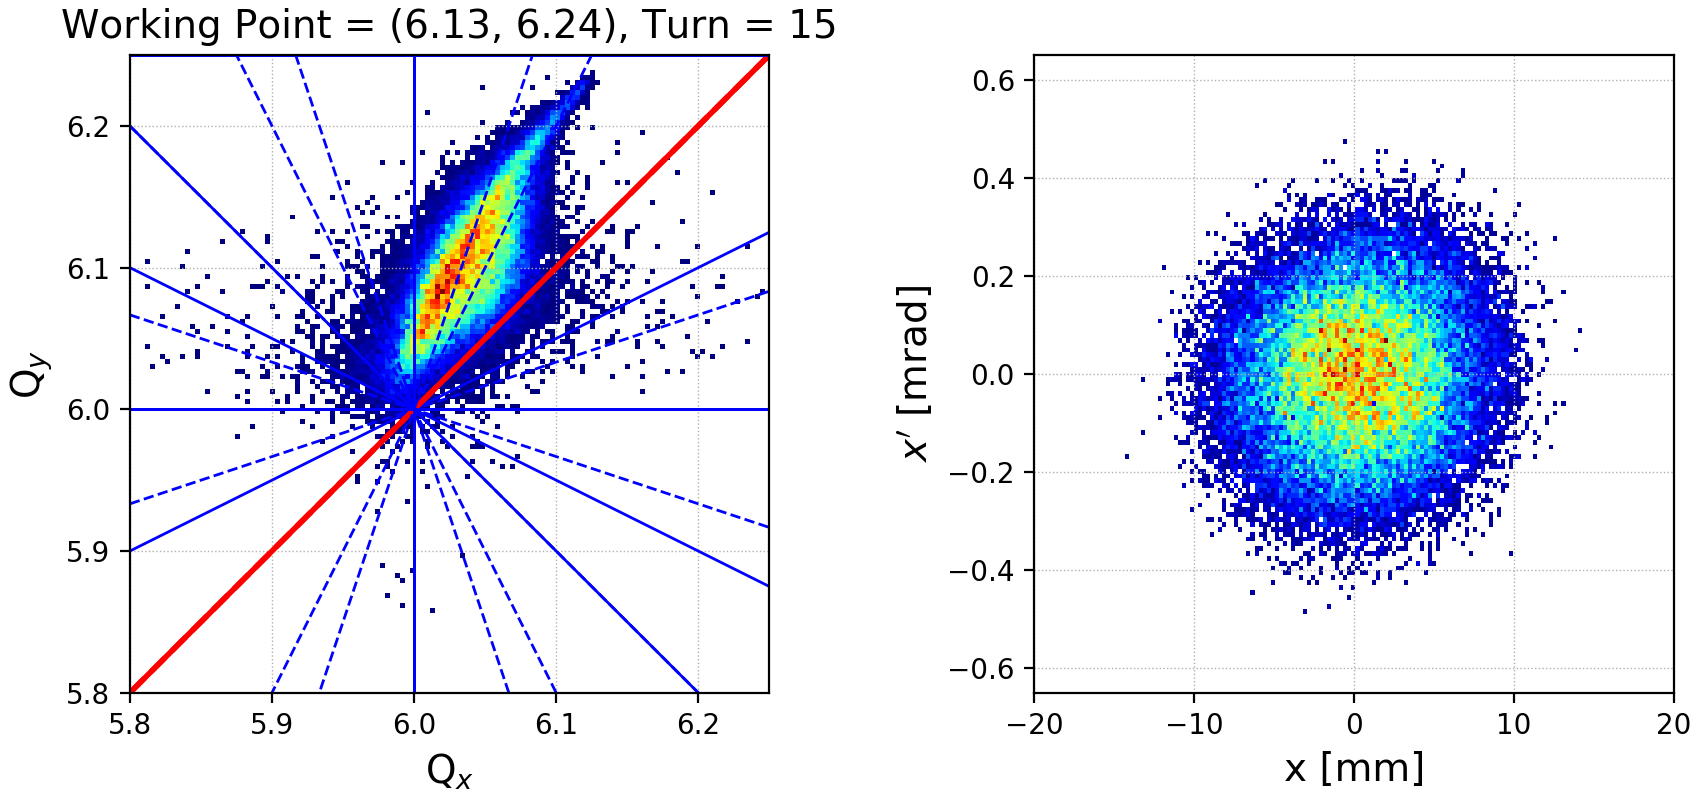 Working Point = (6.13, 6.24), Turn = 15
6.2
6.1
6.0
5.9
5.8
Qy
5.8 5.9 6.0 6.1 6.2
Qx
0.6
0.4
0.2
0.0
−0.2
−0.4
−0.6
x′ [mrad]
−20 −10 0 10 20
x [mm]